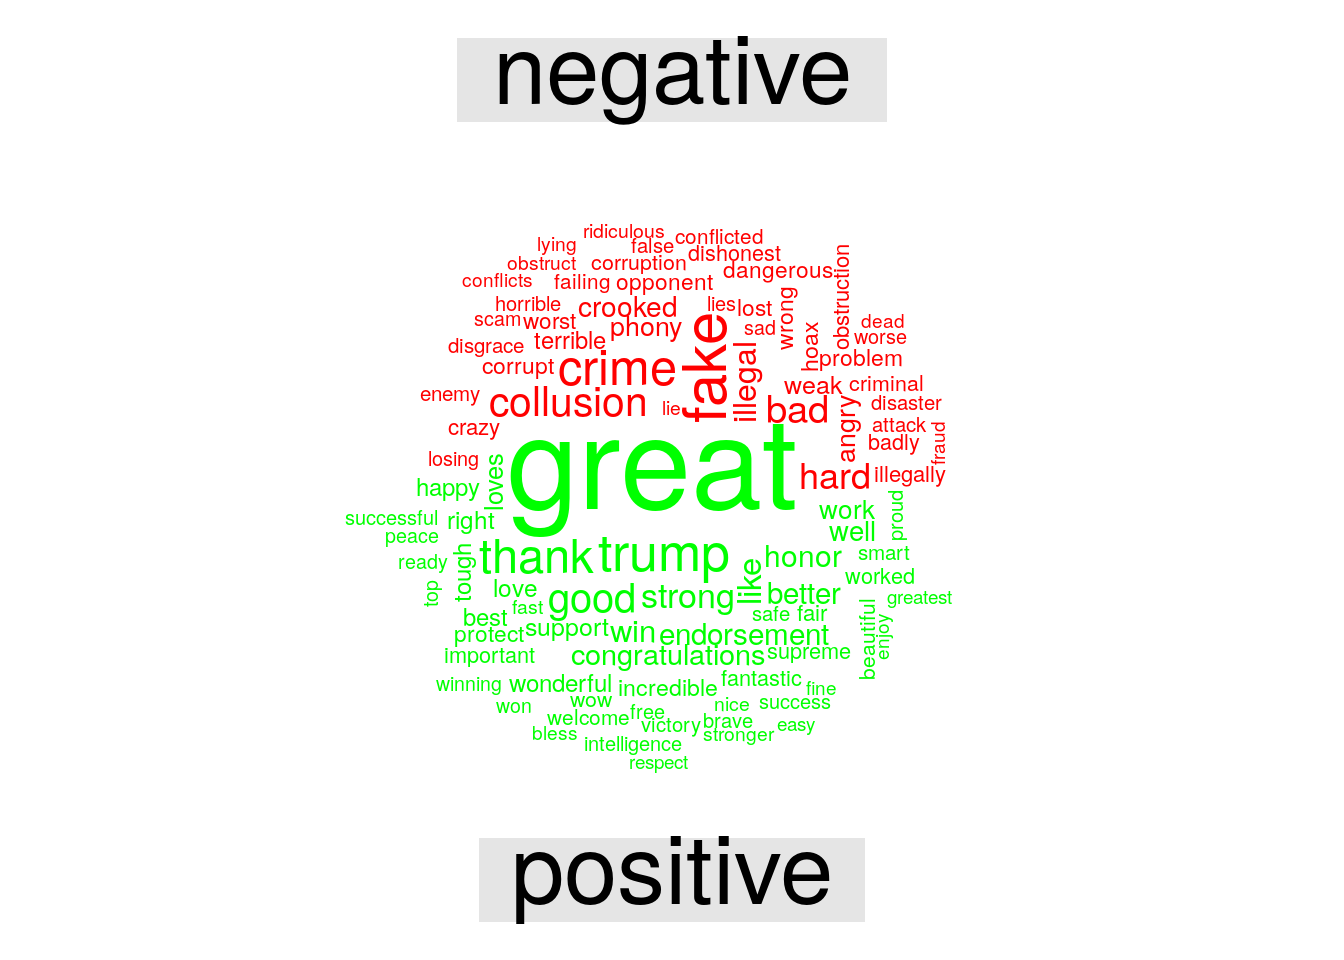 negative
ridiculous
lying
false
conflicted
obstruct
corruption
dishonest
conflicts
failing
opponent
dangerous
obstruction
horrible
crooked
lies
lost
wrong
scam
worst
phony
fake
sad
hoax
dead
disgrace
terrible
illegal
worse
corrupt
crime
problem
enemy
collusion
lie
weak
criminal
crazy
bad
angry
disaster
attack
badly
fraud
losing
great
hard
illegally
happy
loves
successful
right
work
proud
peace
well
ready
tough
thank
trump
honor
smart
top
love
good
strong
like
better
worked
best
fast
safe
fair
greatest
protect
support
win
endorsement
beautiful
enjoy
important
congratulations
supreme
winning
wonderful
incredible
fantastic
fine
won
wow
free
nice
success
welcome
victory
brave
easy
bless
intelligence
stronger
respect
positive